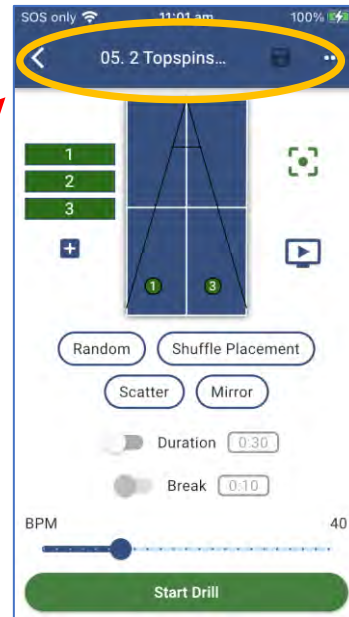 SOS only 11:01 am 100%
05. 2 Topspins...
1
2
3
1 3
Random Shuffle Placement
Scatter Mirror
Duration 0:30
Break 0:10
BPM 40
Start Drill